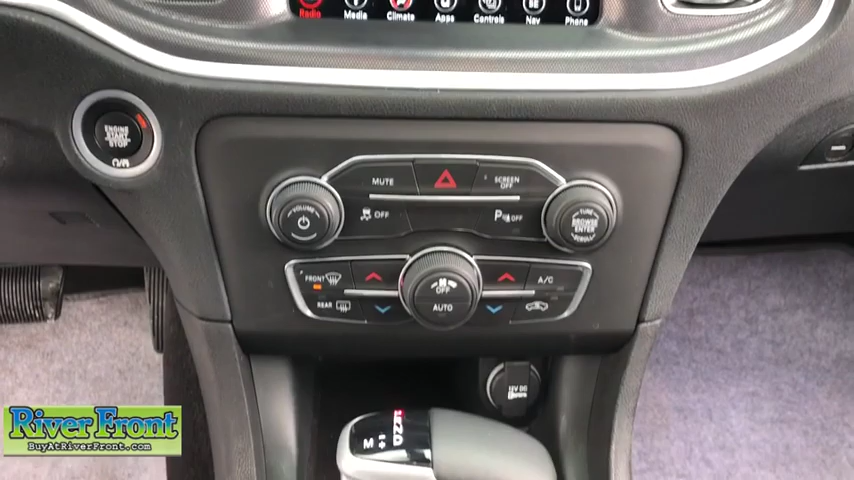 Radio Media Climate Apps Controls Nav Phone
ENGINE
START
STOP
MUTE
SCREEN
OFF
VOLUME
OFF
P OFF
TUNE
BROWSE
ENTER
SCROLL
FRONT
REAR
OFF
AUTO
A/C
12V DC
M
River Front
BuyAtRiverFront.com